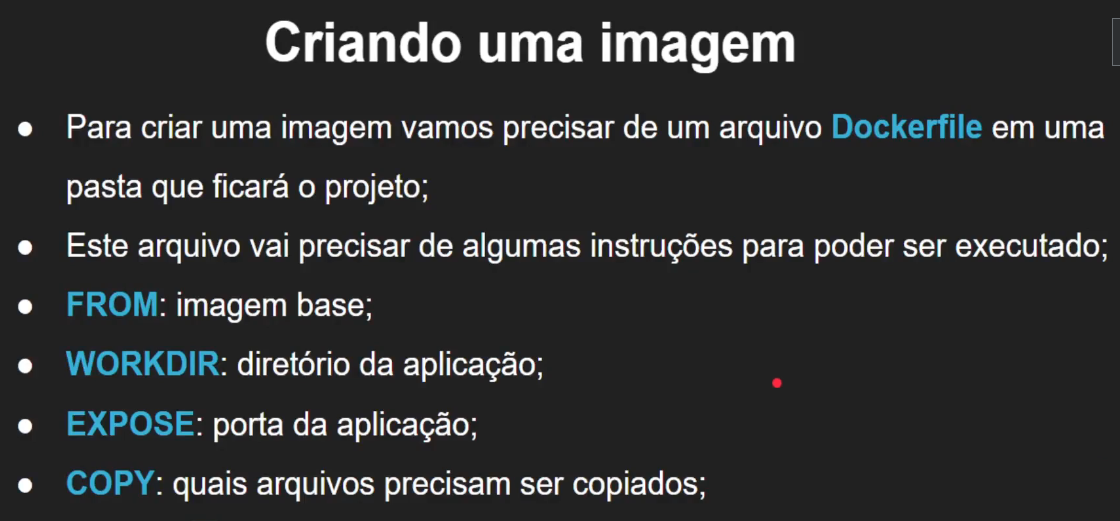 Criando uma imagem
● Para criar uma imagem vamos precisar de um arquivo Dockerfile em uma
pasta que ficará o projeto;
● Este arquivo vai precisar de algumas instruções para poder ser executado;
● FROM: imagem base;
● WORKDIR: diretório da aplicação;
● EXPOSE: porta da aplicação;
● COPY: quais arquivos precisam ser copiados;